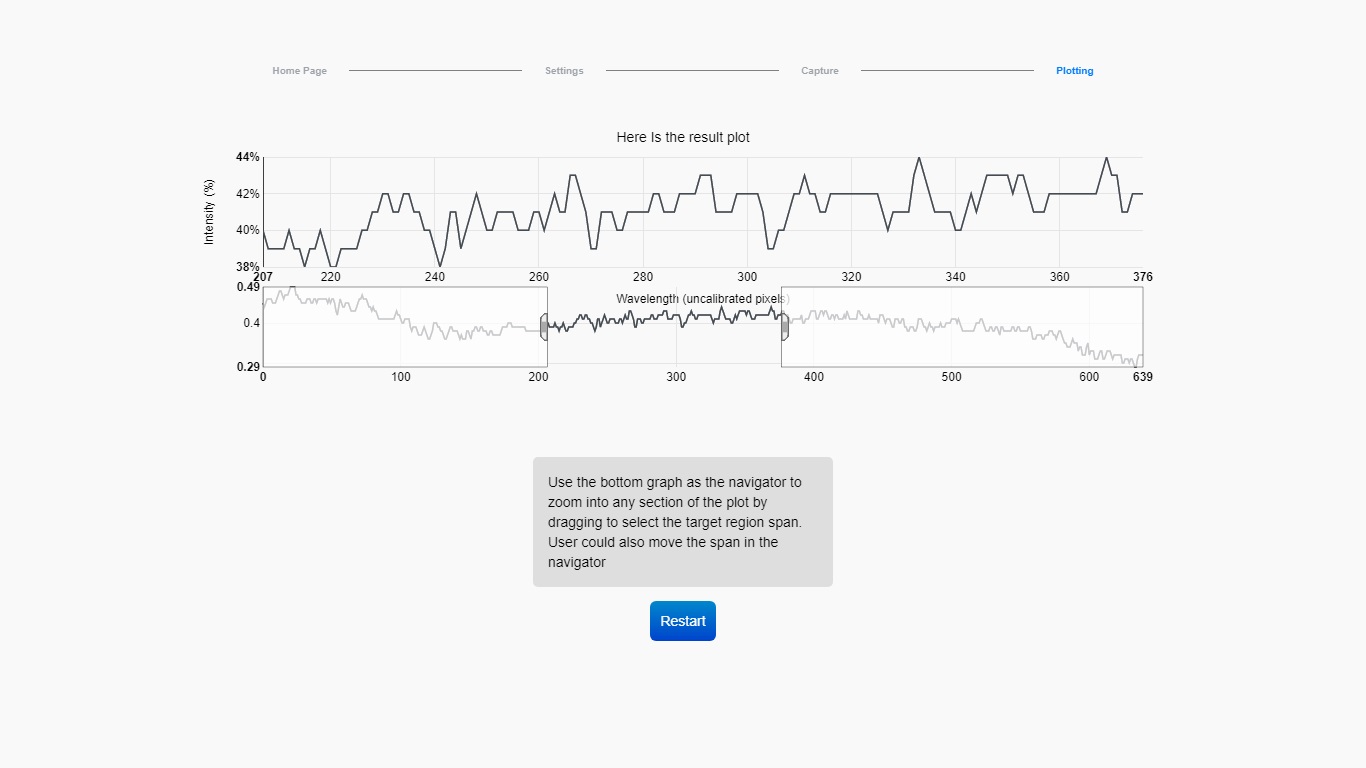 Home Page Settings Capture Plotting
Here Is the result plot
44%
42%
40%
38%
Intensity (%)
207 220 240 260 280 300 320 340 360 376
Wavelength (uncalibrated pixels)
0.49
0.4
0.29
0 100 200 300 400 500 600 639
Use the bottom graph as the navigator to
zoom into any section of the plot by
dragging to select the target region span.
User could also move the span in the
navigator
Restart